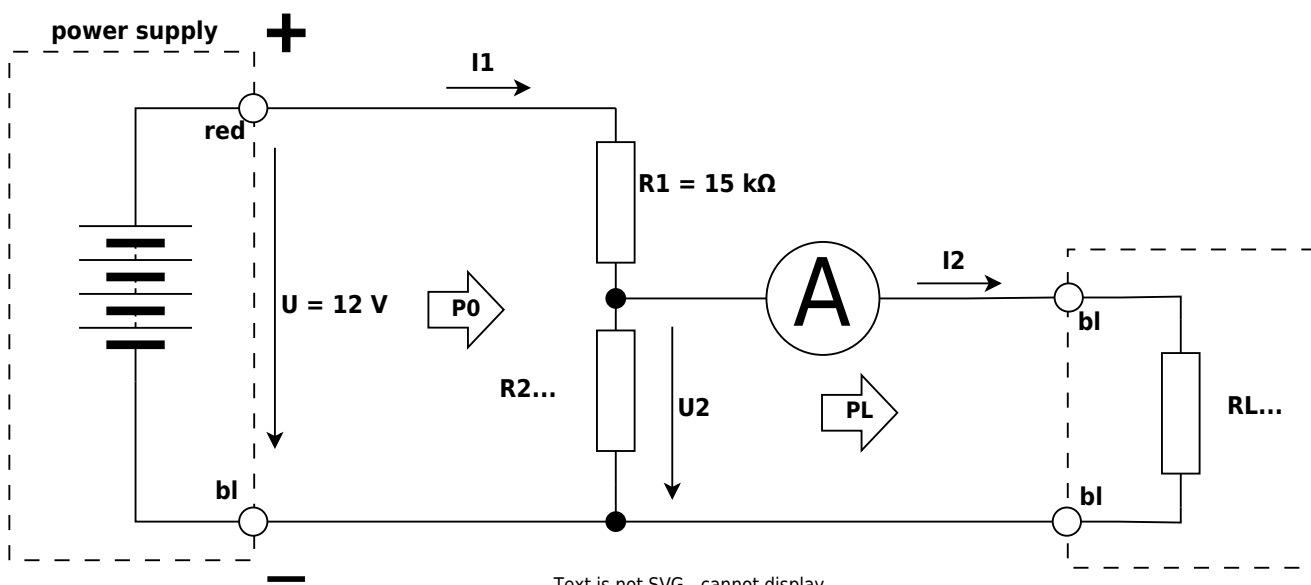 power supply
+
I1
red
R1 = 15 kΩ
I2
U = 12 V
P0
A
bl
R2...
U2
PL
RL...
bl
bl
Text is not SVG - cannot display